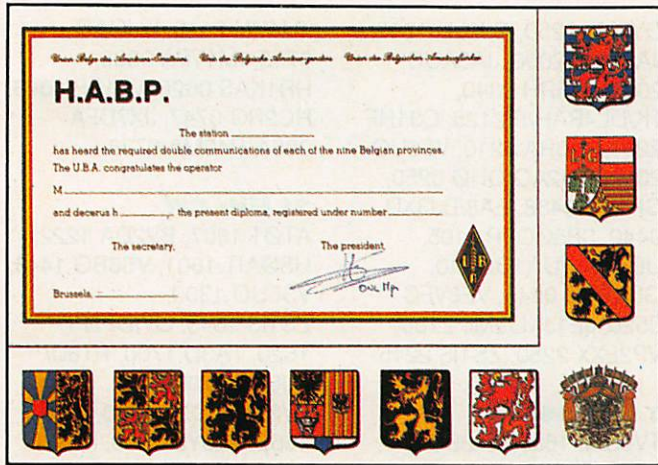 Union Belge des Amateurs-Emetteurs Unie der Belgische Amateur-zenders Union der Belgischen Amateurfunker
H.A.B.P.
The station
has heard the required double communications of each of the nine Belgian provinces.
The U.B.A. congratulates the operator
M
and decerus h , the present diploma, registered under number
The secretary,
The president,
Brussels,
U
B
A
L G